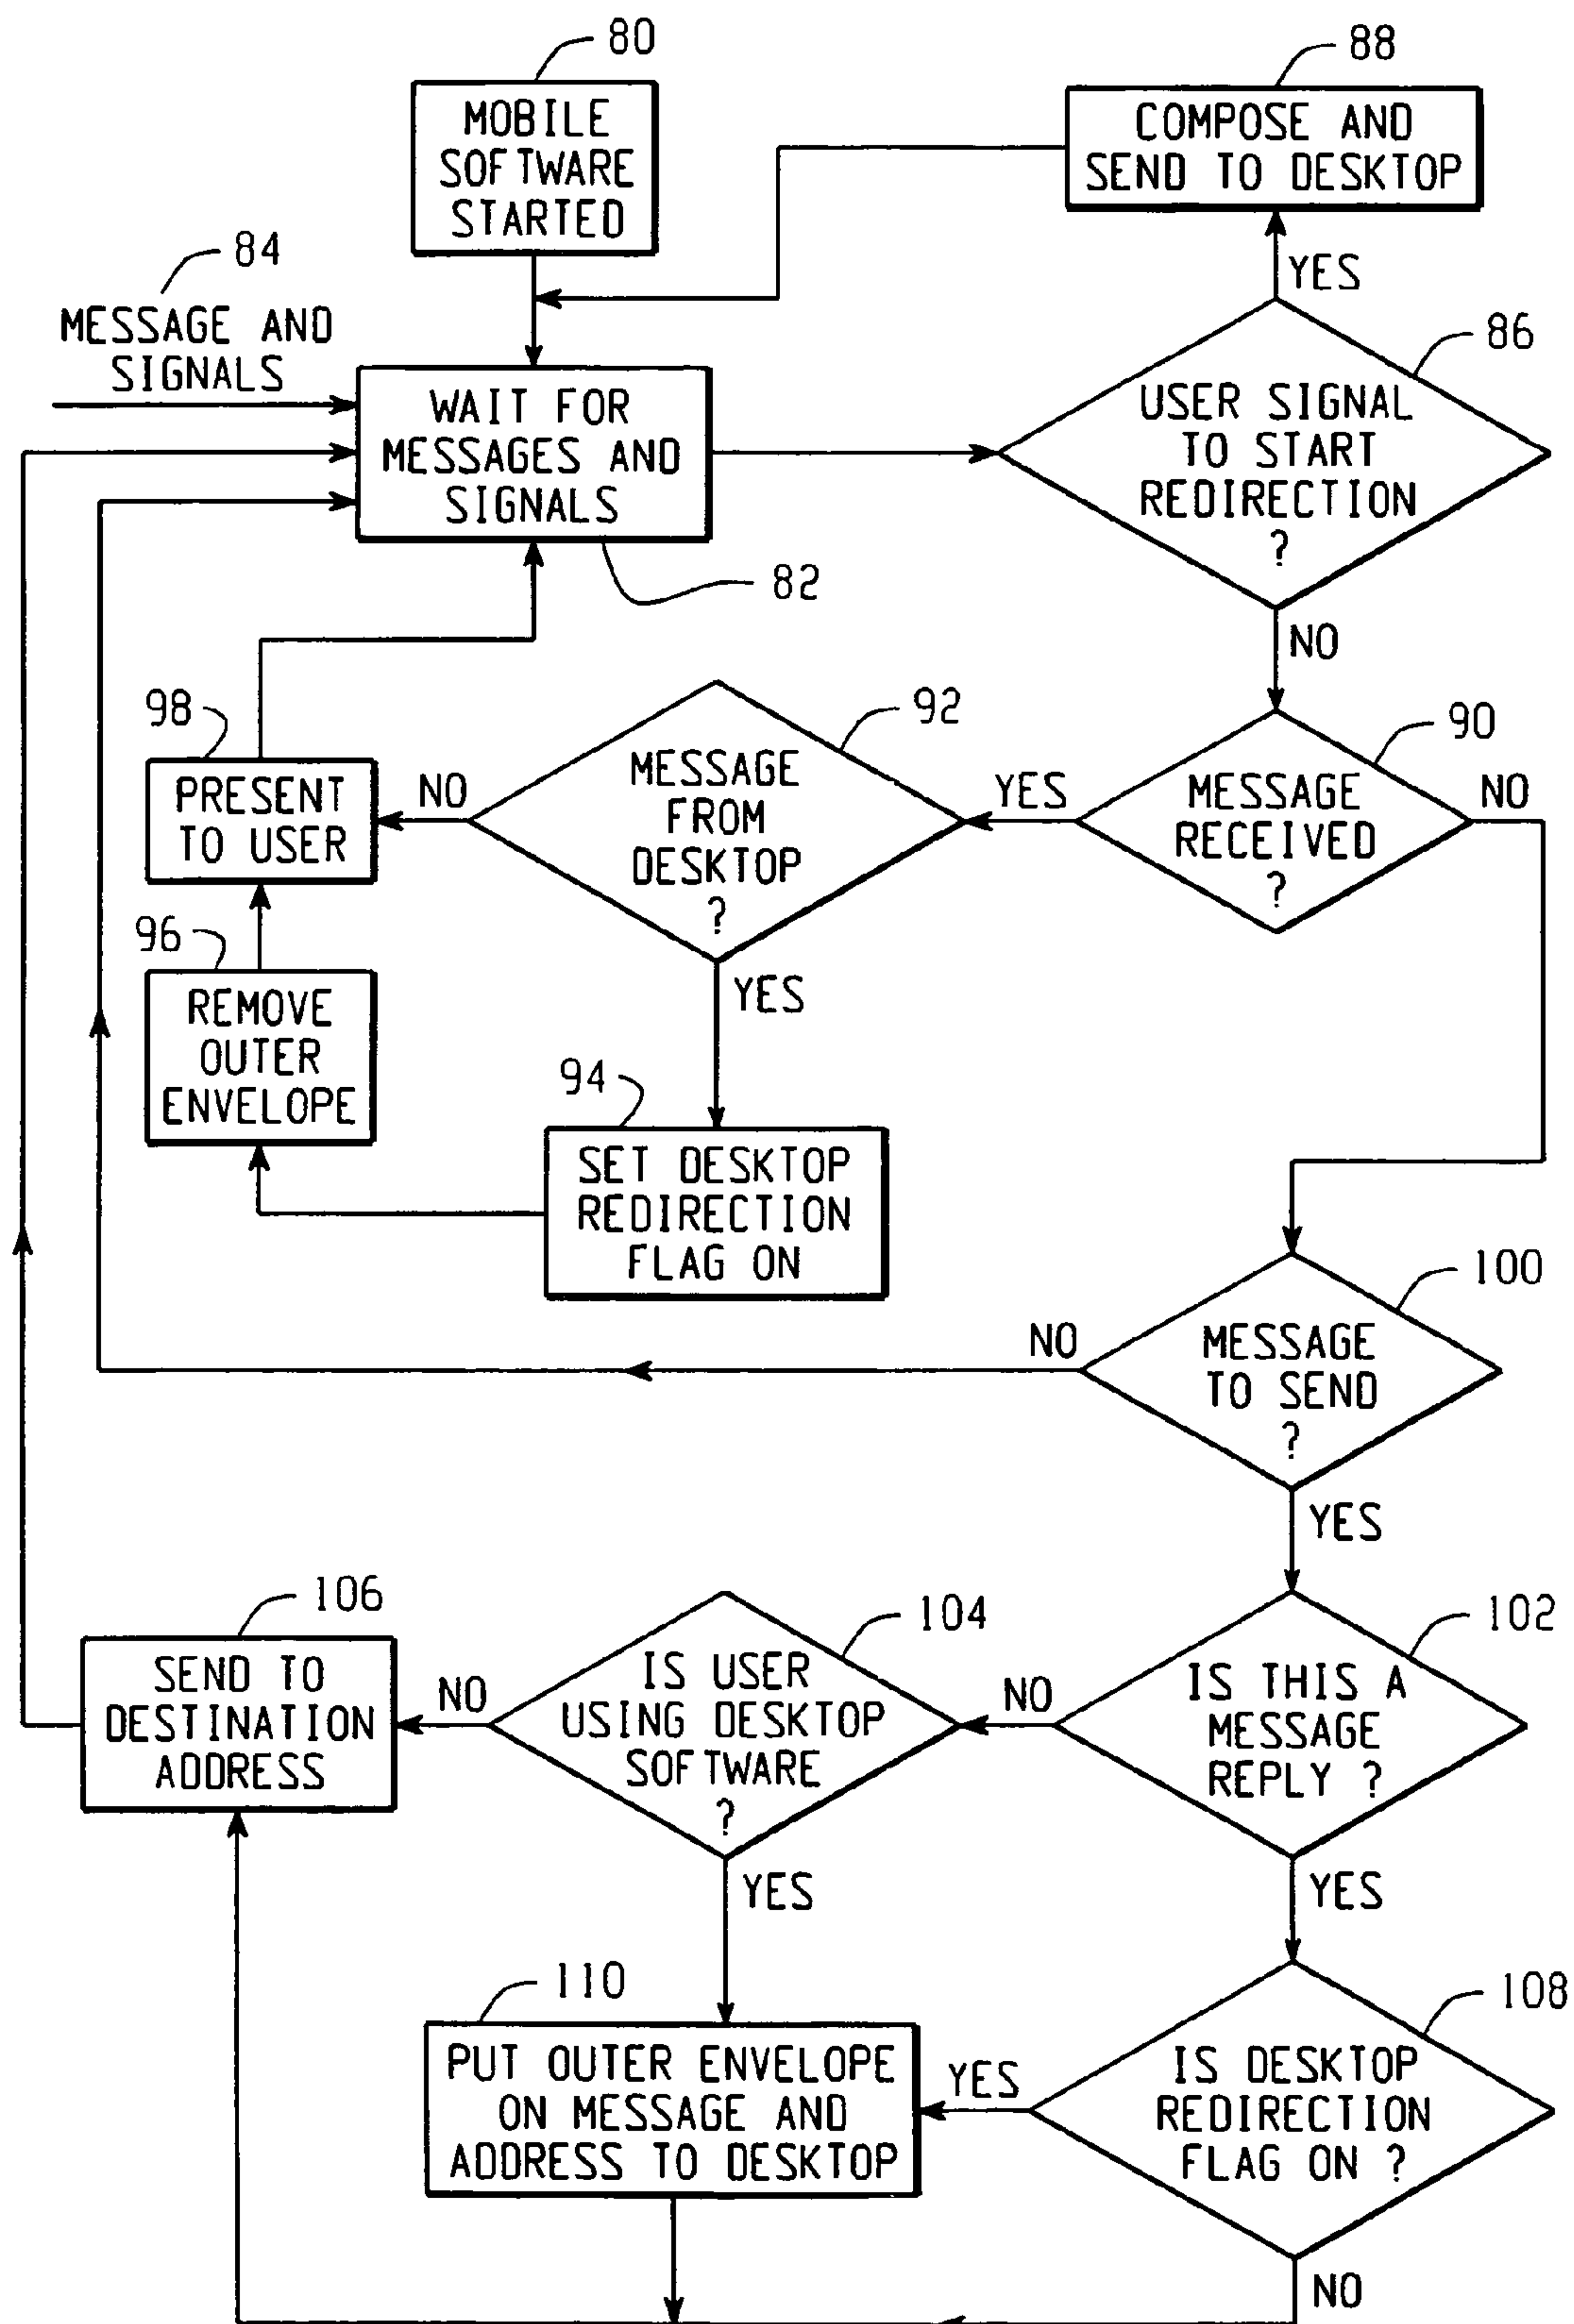 80
MOBILE
SOFTWARE
STARTED
88
COMPOSE AND
SEND TO DESKTOP
84
MESSAGE AND
SIGNALS
YES
86
WAIT FOR
MESSAGES AND
SIGNALS
82
USER SIGNAL
TO START
REDIRECTION
?
NO
98
PRESENT
TO USER
NO
92
MESSAGE
FROM
DESKTOP
?
YES
90
MESSAGE
RECEIVED
?
NO
96
REMOVE
OUTER
ENVELOPE
YES
94
SET DESKTOP
REDIRECTION
FLAG ON
100
NO
MESSAGE
TO SEND
?
YES
106
SEND TO
DESTINATION
ADDRESS
NO
104
IS USER
USING DESKTOP
SOFTWARE
?
NO
102
IS THIS A
MESSAGE
REPLY ?
YES
YES
110
PUT OUTER ENVELOPE
ON MESSAGE AND
ADDRESS TO DESKTOP
YES
108
IS DESKTOP
REDIRECTION
FLAG ON ?
NO